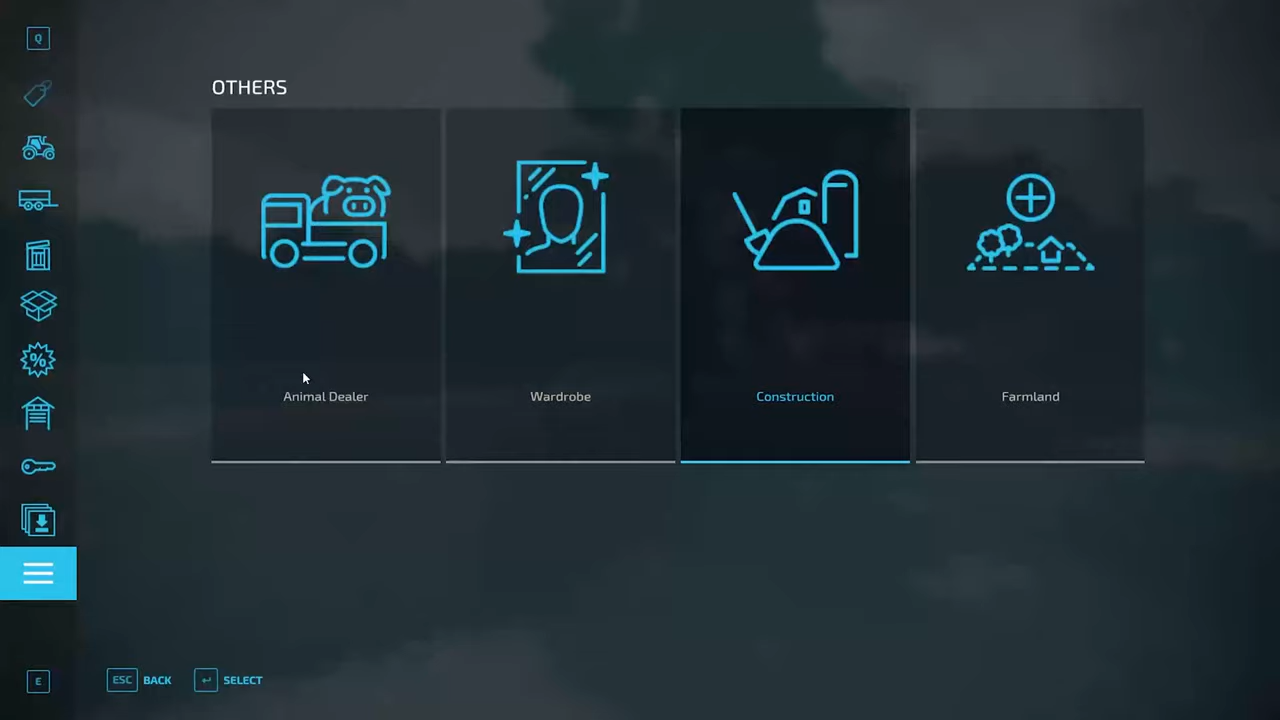 Q
OTHERS
%
Animal Dealer
Wardrobe
Construction
Farmland
E
ESC BACK
↵ SELECT